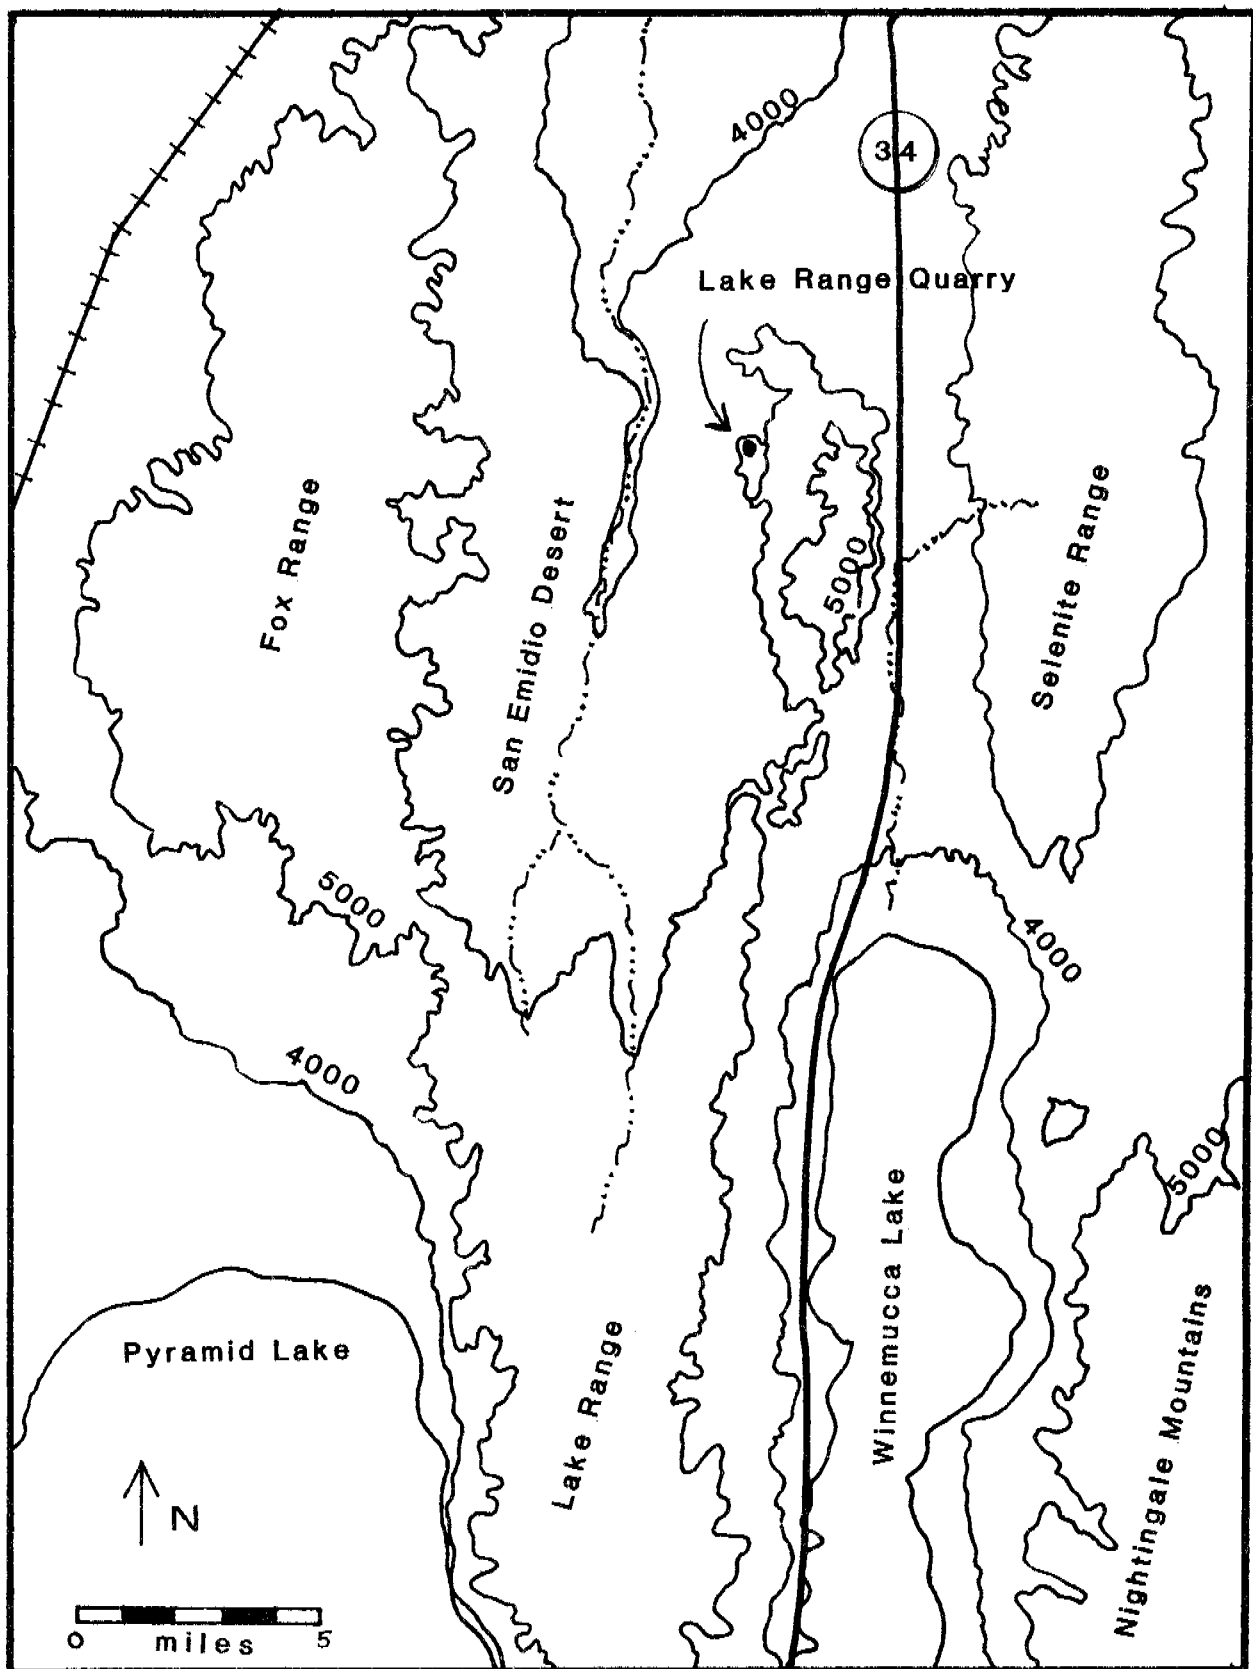 4000
34
Lake Range Quarry
Fox Range
San Emidio Desert
5000
Selenite Range
5000
4000
4000
5000
Winnemucca Lake
Pyramid Lake
Lake Range
Nightingale Mountains
N
0 miles 5